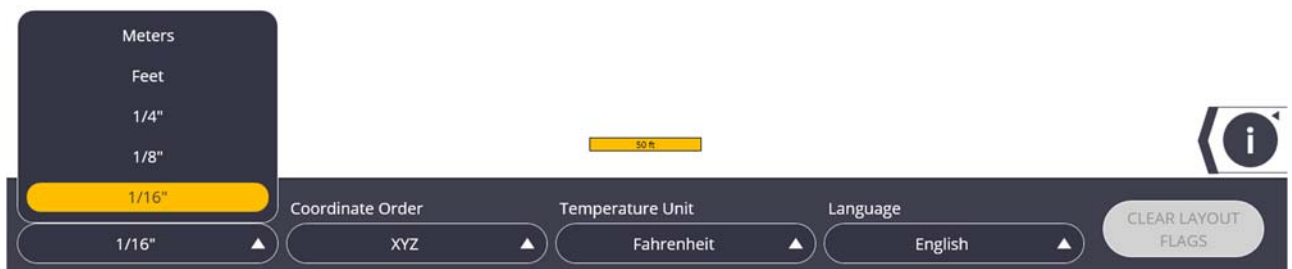 Meters
Feet
1/4"
1/8"
1/16"
50 ft
i
Coordinate Order
Temperature Unit
Language
1/16"
XYZ
Fahrenheit
English
CLEAR LAYOUT
FLAGS